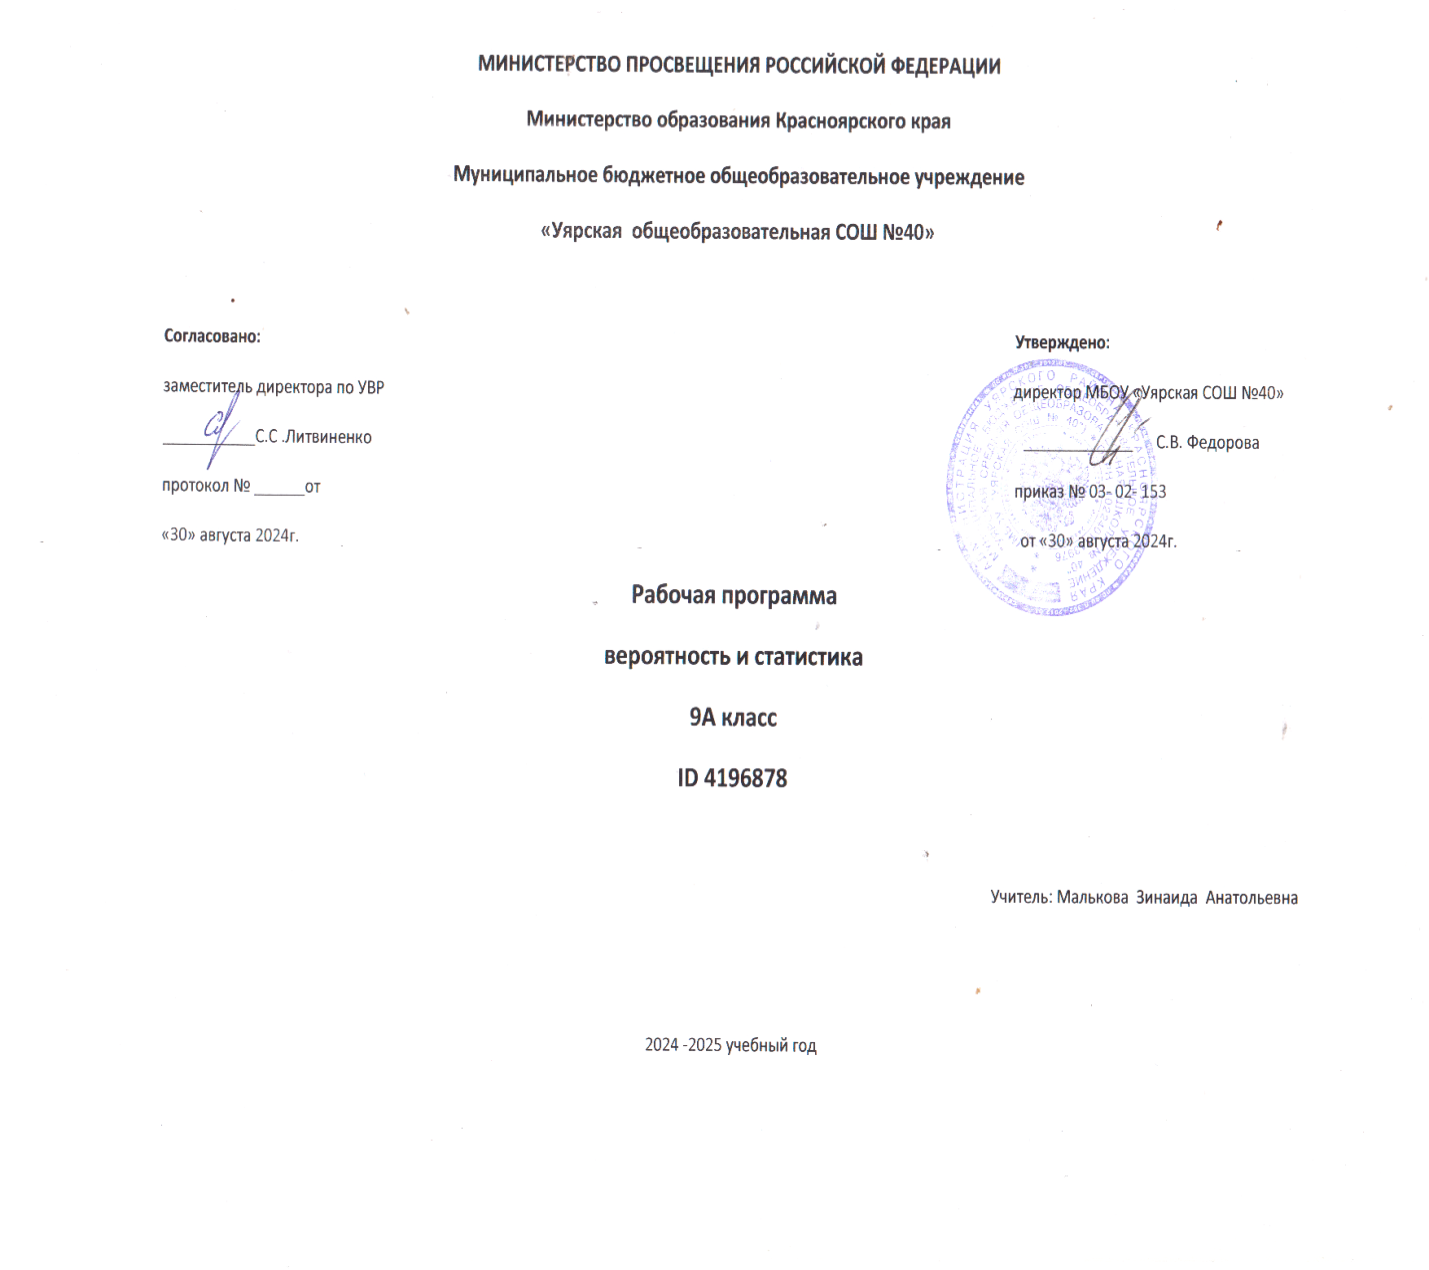 МИНИСТЕРСТВО ПРОСВЕЩЕНИЯ РОССИЙСКОЙ ФЕДЕРАЦИИ
Министерство образования Красноярского края
Муниципальное бюджетное общеобразовательное учреждение
«Уярская общеобразовательная СОШ №40»
Согласовано:
заместитель директора по УВР
____________С.С .Литвиненко
протокол № ______от
«30» августа 2024г.
Утверждено:
директор МБОУ «Уярская СОШ №40»
______________ С.В. Федорова
приказ № 03- 02- 153
от «30» августа 2024г.
Рабочая программа
вероятность и статистика
9А класс
ID 4196878
Учитель: Малькова Зинаида Анатольевна
2024 -2025 учебный год